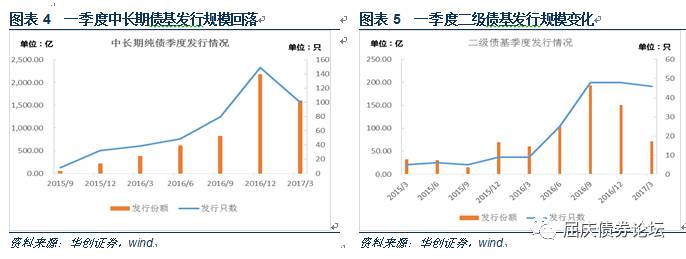 图表 4 一季度中长期债基发行规模回落
单位：亿
中长期纯债季度发行情况
单位：只
2,500.00
2,000.00
1,500.00
1,000.00
500.00
0.00
160
140
120
100
80
60
40
20
0
2015/9 2015/12 2016/3 2016/6 2016/9 2016/12 2017/3
发行份额 发行只数
资料来源：华创证券，wind
图表 5 一季度二级债基发行规模变化
单位：亿
二级债基季度发行情况
单位：只
250.00
200.00
150.00
100.00
50.00
0.00
60
50
40
30
20
10
0
2015/3 2015/6 2015/9 2015/12 2016/3 2016/6 2016/9 2016/12 2017/3
发行份额 发行只数
资料来源：华创证券，wind
屈庆债券论坛